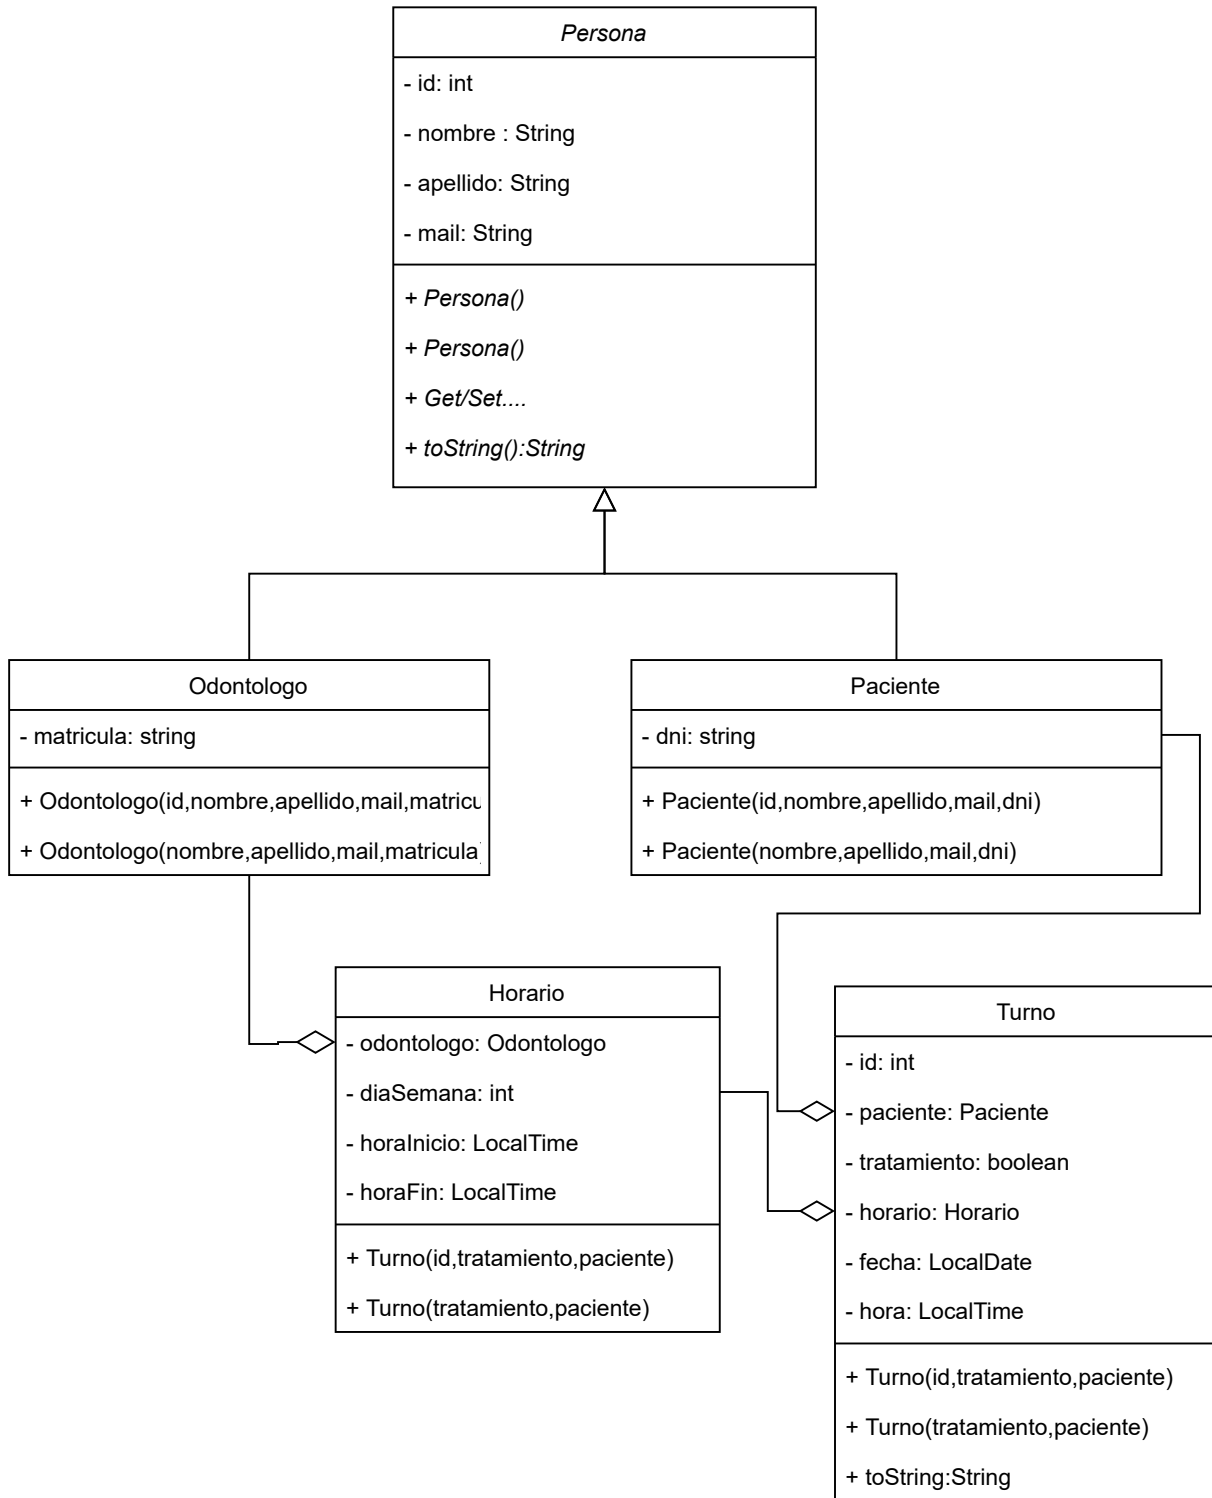 Persona
- id: int
- nombre : String
- apellido: String
- mail: String
+ Persona()
+ Persona()
+ Get/Set....
+ toString():String
Odontologo
- matricula: string
+ Odontologo(id,nombre,apellido,mail,matricu
+ Odontologo(nombre,apellido,mail,matricula)
Paciente
- dni: string
+ Paciente(id,nombre,apellido,mail,dni)
+ Paciente(nombre,apellido,mail,dni)
Horario
- odontologo: Odontologo
- diaSemana: int
- horaInicio: LocalTime
- horaFin: LocalTime
+ Turno(id,tratamiento,paciente)
+ Turno(tratamiento,paciente)
Turno
- id: int
- paciente: Paciente
- tratamiento: boolean
- horario: Horario
- fecha: LocalDate
- hora: LocalTime
+ Turno(id,tratamiento,paciente)
+ Turno(tratamiento,paciente)
+ toString:String